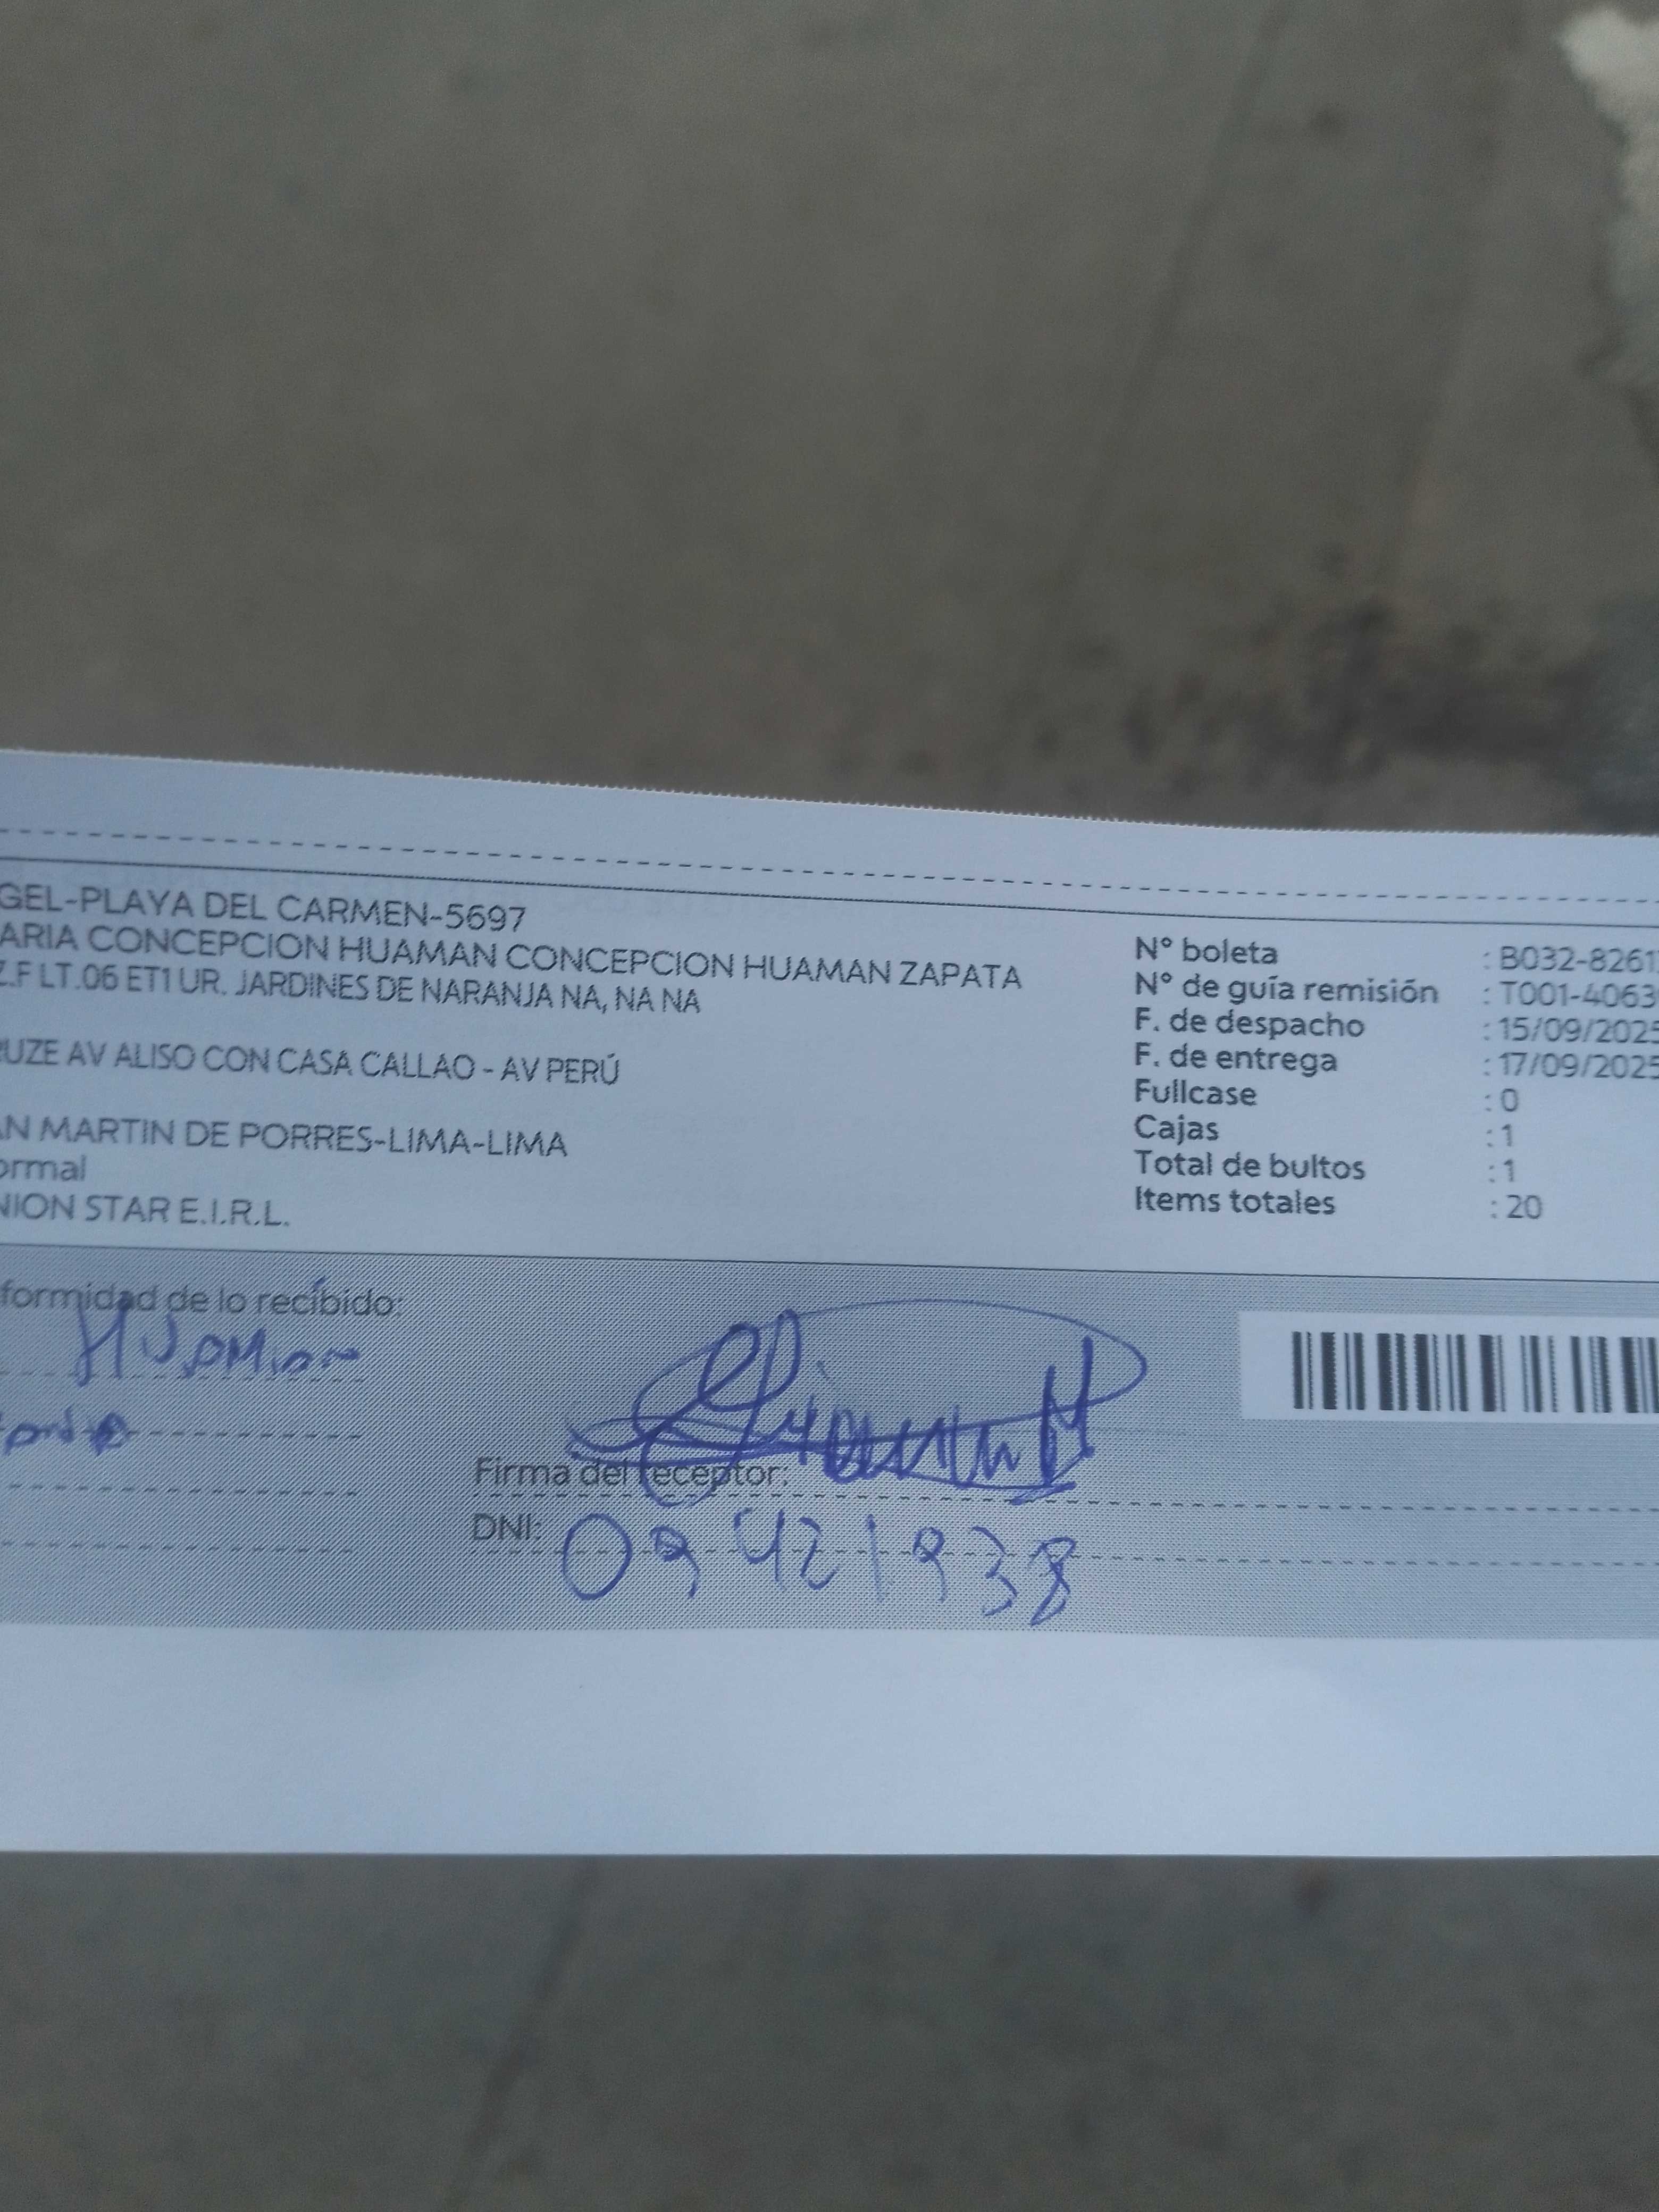 GEL-PLAYA DEL CARMEN-5697
ARIA CONCEPCION HUAMAN CONCEPCION HUAMAN ZAPATA
Z.F LT.06 ET1 UR. JARDINES DE NARANJA NA, NA NA
UZE AV ALISO CON CASA CALLAO - AV PERÚ
AN MARTIN DE PORRES-LIMA-LIMA
ormal
NION STAR E.I.R.L.
N° boleta : B032-8261
N° de guía remisión : T001-4063
F. de despacho : 15/09/2025
F. de entrega : 17/09/2025
Fullcase : 0
Cajas : 1
Total de bultos : 1
Items totales : 20
formidad de lo recibido:
Huaman
Firma del receptor:
DNI: 09421938